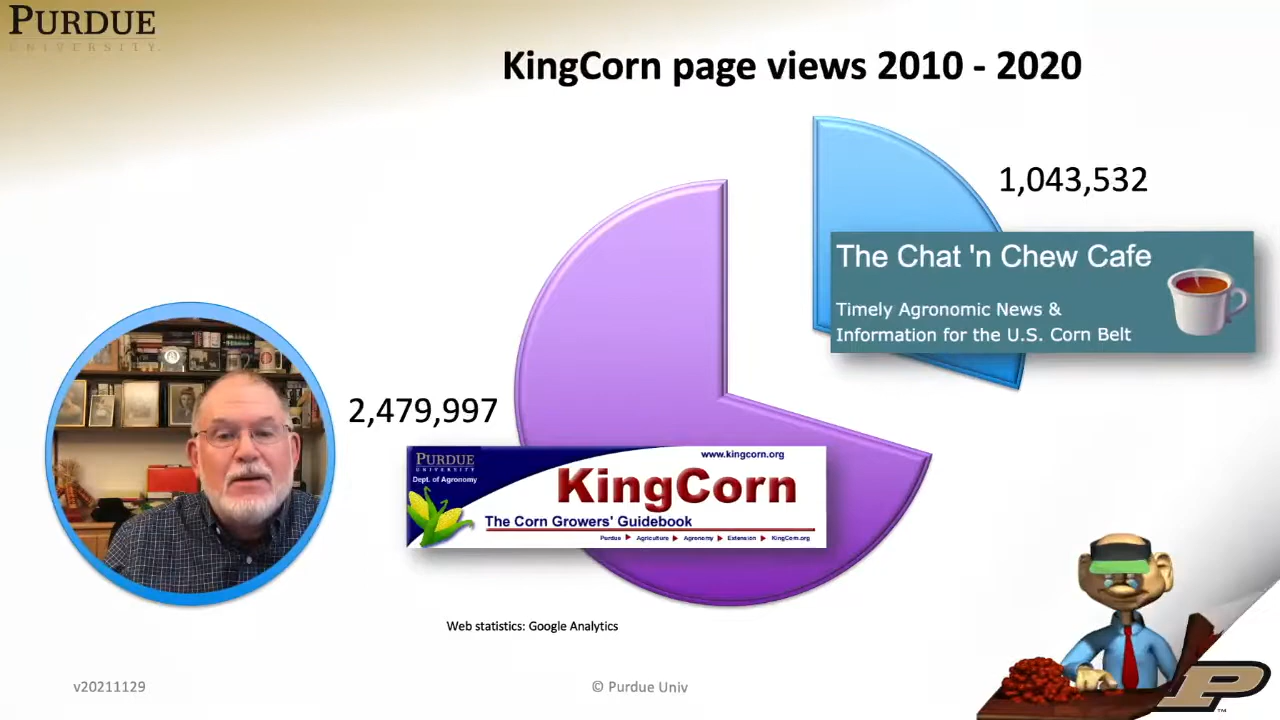 PURDUE
UNIVERSITY.
KingCorn page views 2010 - 2020
1,043,532
The Chat 'n Chew Cafe
Timely Agronomic News &
Information for the U.S. Corn Belt
2,479,997
PURDUE
UNIVERSITY
Dept. of Agronomy
www.kingcorn.org
KingCorn
The Corn Growers' Guidebook
Purdue Agriculture Agronomy Extension KingCorn.org
Web statistics: Google Analytics
v20211129
© Purdue Univ
P
TM